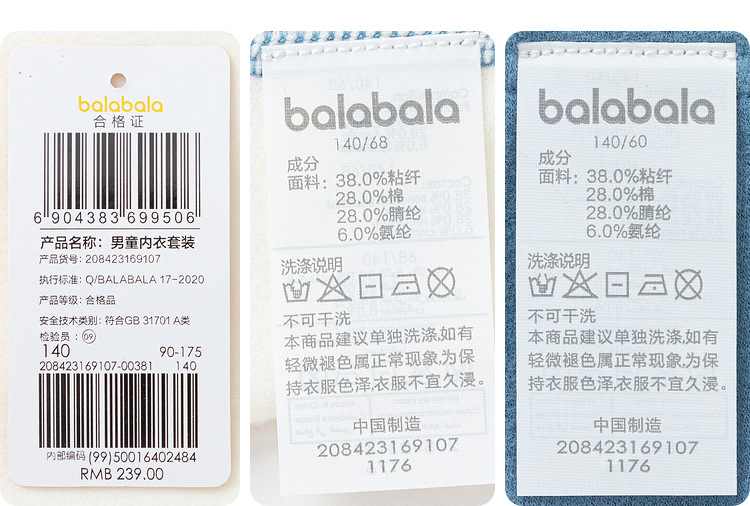 balabala
合格证
6 904383 699506
产品名称：男童内衣套装
产品货号：208423169107
执行标准：Q/BALABALA 17-2020
产品等级：合格品
安全技术类别：符合GB 31701 A类
检验员：09
140 90-175
208423169107-00381 140
内部编码 (99)50016402484
RMB 239.00
balabala
140/68
成分
面料：38.0%粘纤
28.0%棉
28.0%腈纶
6.0%氨纶
洗涤说明
不可干洗
本商品建议单独洗涤,如有
轻微褪色属正常现象,为保
持衣服色泽,衣服不宜久浸。
中国制造
208423169107
1176
balabala
140/60
成分
面料：38.0%粘纤
28.0%棉
28.0%腈纶
6.0%氨纶
洗涤说明
不可干洗
本商品建议单独洗涤,如有
轻微褪色属正常现象,为保
持衣服色泽,衣服不宜久浸。
中国制造
208423169107
1176